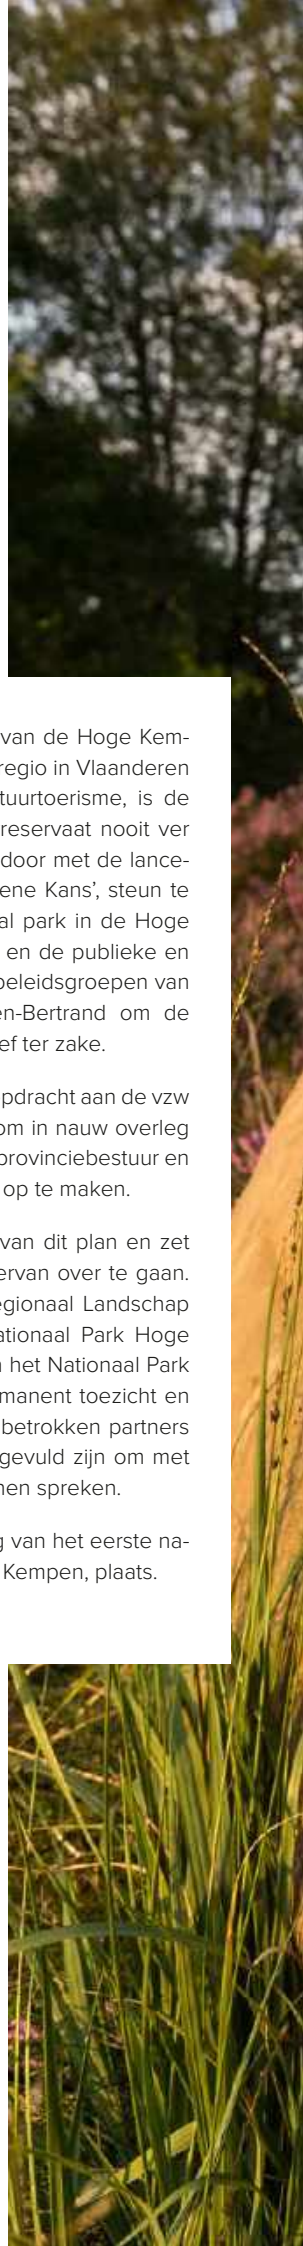 van de Hoge Kem-
regio in Vlaanderen
tuurtoerisme, is de
reservaat nooit ver
door met de lance-
ene Kans’, steun te
al park in de Hoge
en de publieke en
beleidsgroepen van
en-Bertrand om de
ef ter zake.
pdracht aan de vzw
om in nauw overleg
provinciebestuur en
op te maken.
van dit plan en zet
ervan over te gaan.
egionaal Landschap
ationaal Park Hoge
n het Nationaal Park
manent toezicht en
betrokken partners
gevuld zijn om met
nen spreken.
g van het eerste na-
Kempen, plaats.